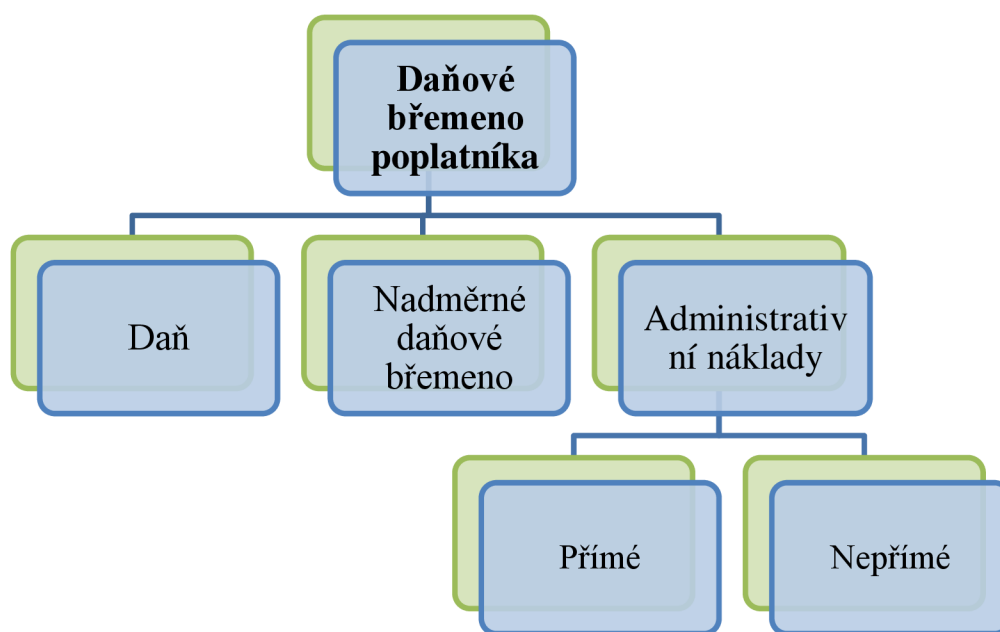 Daňové
břemeno
poplatníka
Daň
Nadměrné
daňové
břemeno
Administrativ
ní náklady
Přímé
Nepřímé